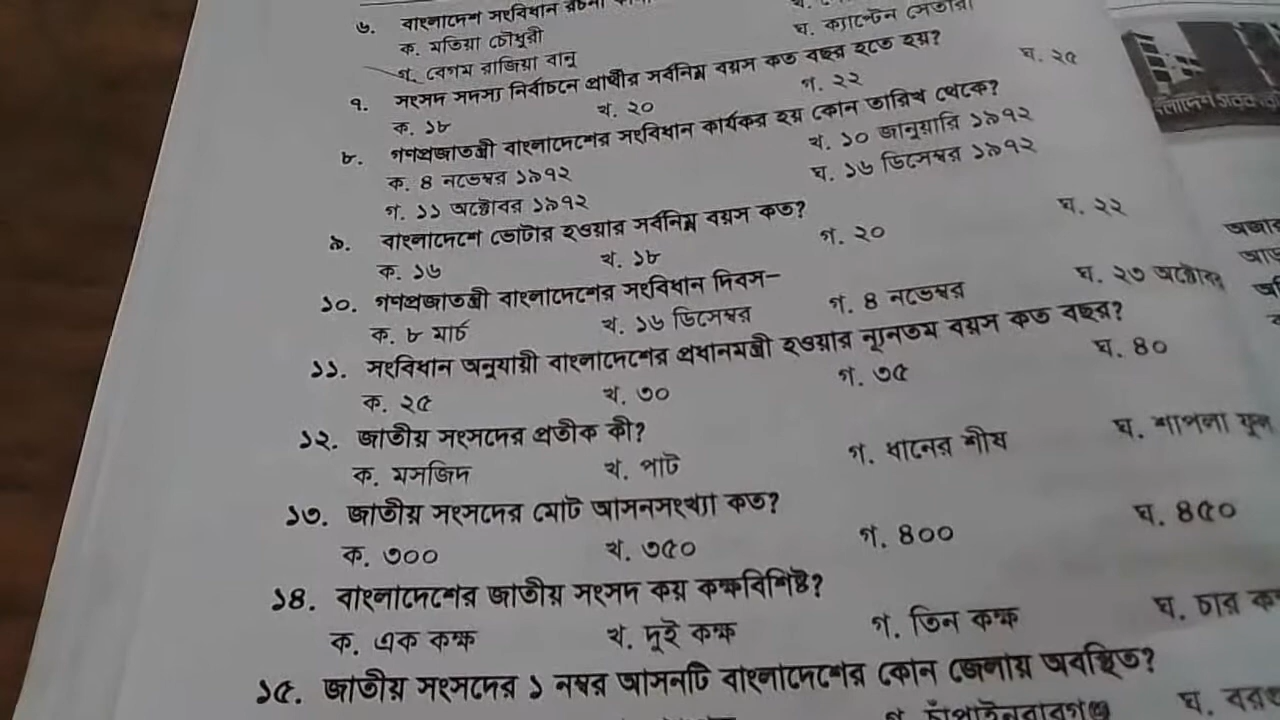 ৬. বাংলাদেশ সংবিধান রচনা
ক. মতিয়া চৌধুরী
ঘ. ক্যাপ্টেন সেতারা
গ. বেগম রাজিয়া বানু
৭. সংসদ সদস্য নির্বাচনে প্রার্থীর সর্বনিম্ন বয়স কত বছর হতে হয়?
ক. ১৮ খ. ২০ গ. ২২ ঘ. ২৫
৮. গণপ্রজাতন্ত্রী বাংলাদেশের সংবিধান কার্যকর হয় কোন তারিখ থেকে?
ক. ৪ নভেম্বর ১৯৭২ খ. ১০ জানুয়ারি ১৯৭২
গ. ১১ অক্টোবর ১৯৭২ ঘ. ১৬ ডিসেম্বর ১৯৭২
৯. বাংলাদেশে ভোটার হওয়ার সর্বনিম্ন বয়স কত?
ক. ১৬ খ. ১৮ গ. ২০ ঘ. ২২
১০. গণপ্রজাতন্ত্রী বাংলাদেশের সংবিধান দিবস–
ক. ৮ মার্চ খ. ১৬ ডিসেম্বর গ. ৪ নভেম্বর ঘ. ২৩ অক্টোবর
১১. সংবিধান অনুযায়ী বাংলাদেশের প্রধানমন্ত্রী হওয়ার ন্যূনতম বয়স কত বছর?
ক. ২৫ খ. ৩০ গ. ৩৫ ঘ. ৪০
১২. জাতীয় সংসদের প্রতীক কী?
ক. মসজিদ খ. পাট গ. ধানের শীষ ঘ. শাপলা ফুল
১৩. জাতীয় সংসদের মোট আসনসংখ্যা কত?
ক. ৩০০ খ. ৩৫০ গ. ৪০০ ঘ. ৪৫০
১৪. বাংলাদেশের জাতীয় সংসদ কয় কক্ষবিশিষ্ট?
ক. এক কক্ষ খ. দুই কক্ষ গ. তিন কক্ষ ঘ. চার
১৫. জাতীয় সংসদের ১ নম্বর আসনটি বাংলাদেশের কোন জেলায় অবস্থিত?
গ. চাঁপাইনবাবগঞ্জ ঘ.